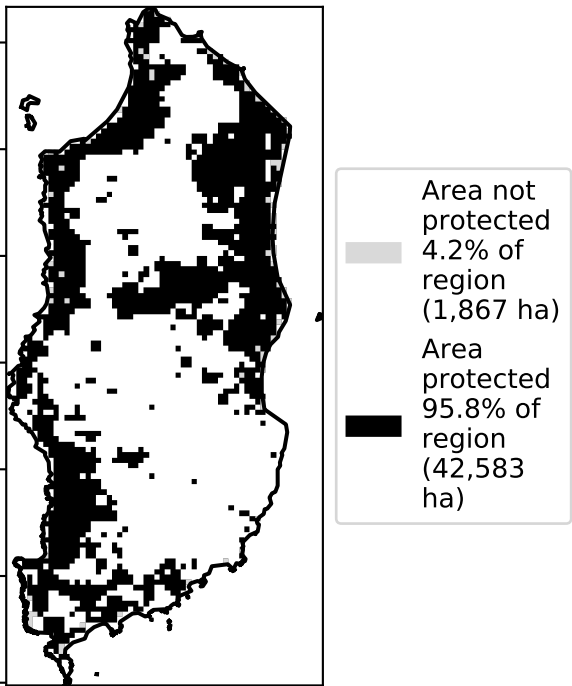 Area not
protected
4.2% of
region
(1,867 ha)
Area
protected
95.8% of
region
(42,583
ha)